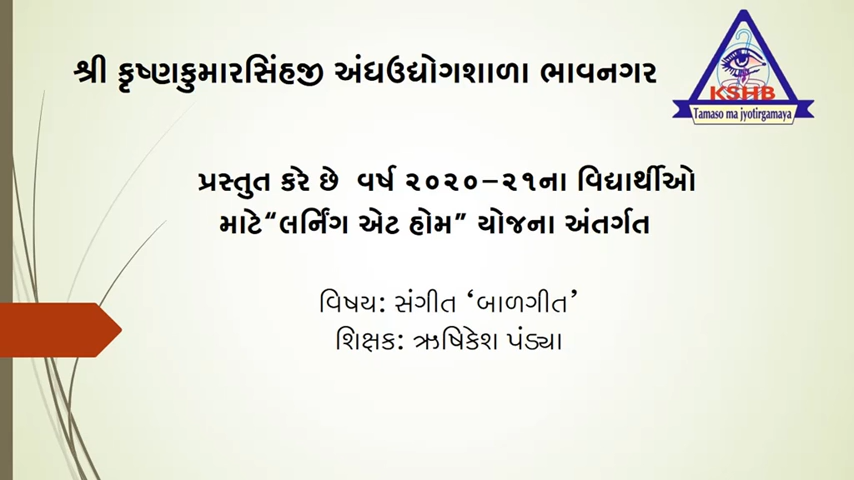 શ્રી કૃષ્ણકુમારસિંહજી અંધઉદ્યોગશાળા ભાવનગર
KSHB
Tamaso ma jyotirgamaya
પ્રસ્તુત કરે છે વર્ષ ૨૦૨૦-૨૧ના વિદ્યાર્થીઓ
માટે“લર્નિંગ એટ હોમ” યોજના અંતર્ગત
વિષય: સંગીત ‘બાળગીત’
શિક્ષક: ઋષિકેશ પંડ્યા